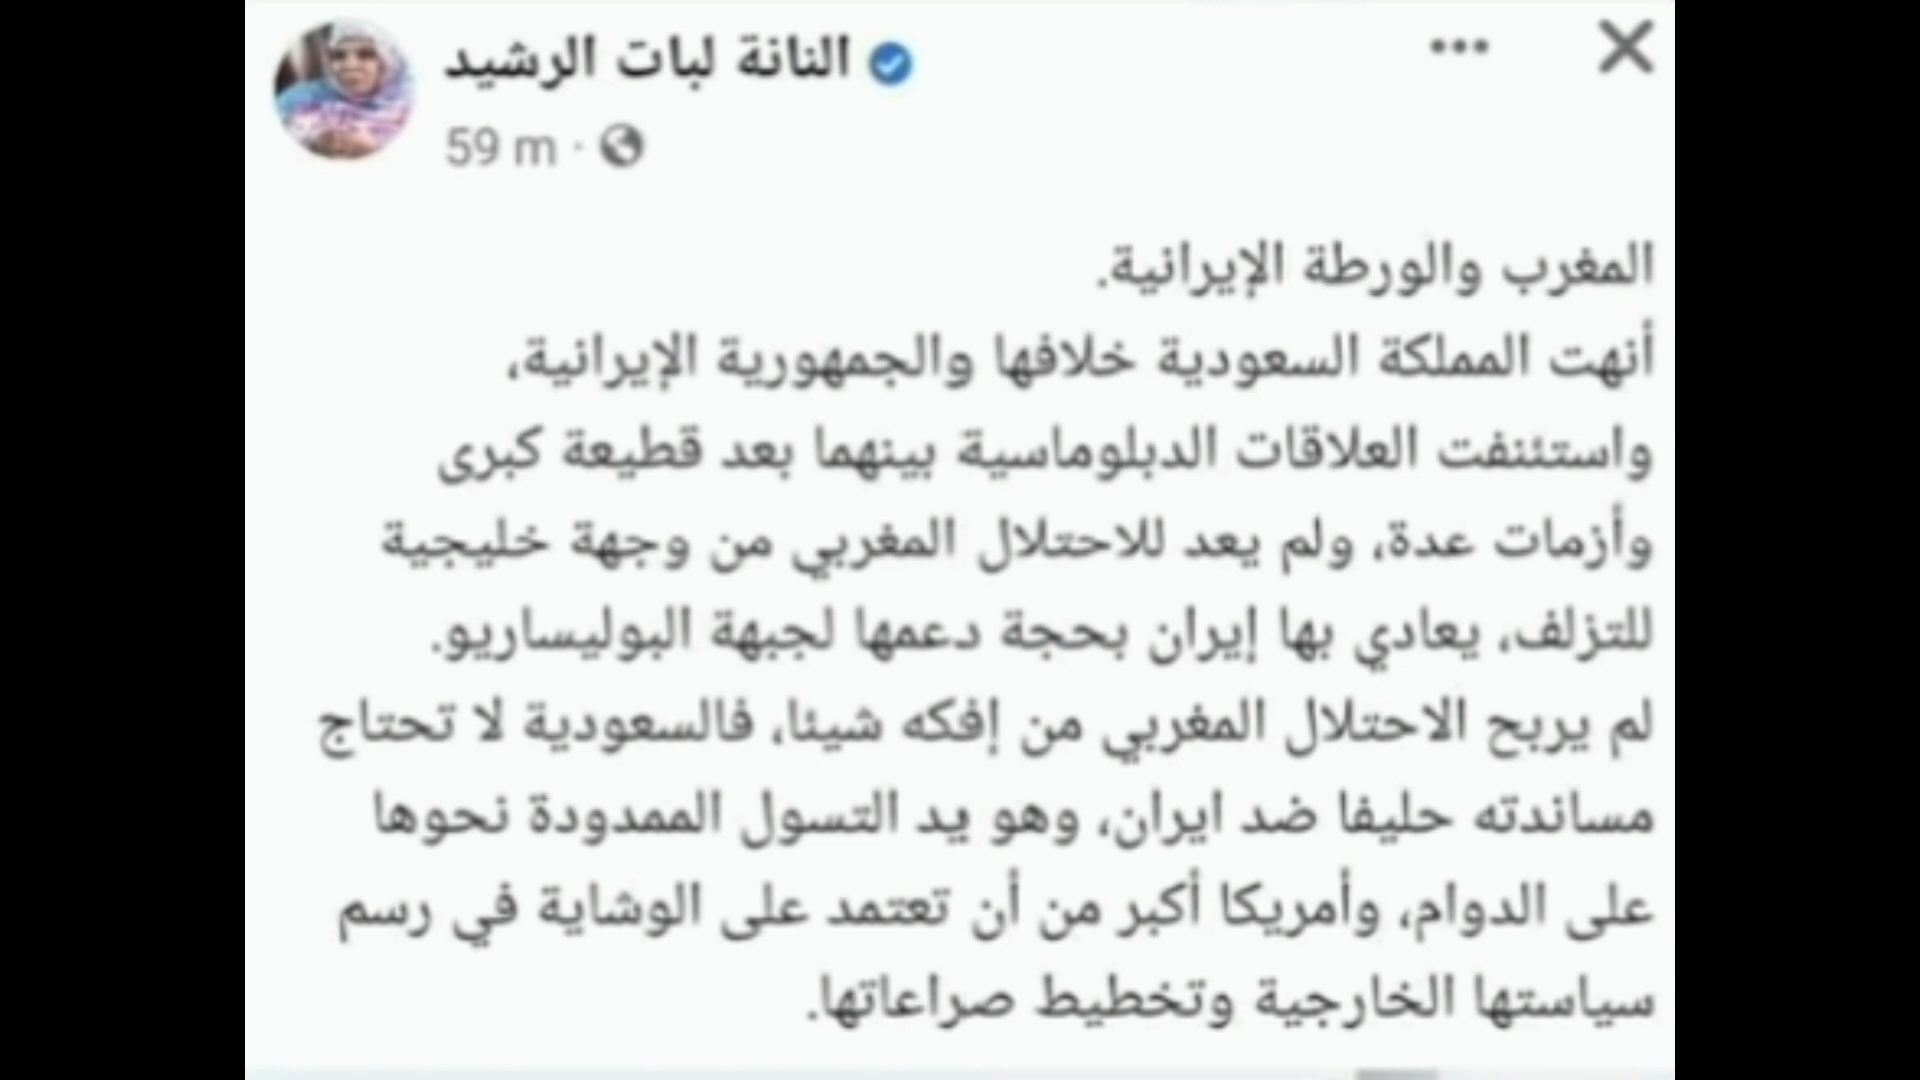 النانة لبات الرشيد
59 m ·
المغرب والورطة الإيرانية.
أنهت المملكة السعودية خلافها والجمهورية الإيرانية،
واستئنفت العلاقات الدبلوماسية بينهما بعد قطيعة كبرى
وأزمات عدة، ولم يعد للاحتلال المغربي من وجهة خليجية
للتزلف، يعادي بها إيران بحجة دعمها لجبهة البوليساريو.
لم يربح الاحتلال المغربي من إفكه شيئا، فالسعودية لا تحتاج
مساندته حليفا ضد ايران، وهو يد التسول الممدودة نحوها
على الدوام، وأمريكا أكبر من أن تعتمد على الوشاية في رسم
سياستها الخارجية وتخطيط صراعاتها.